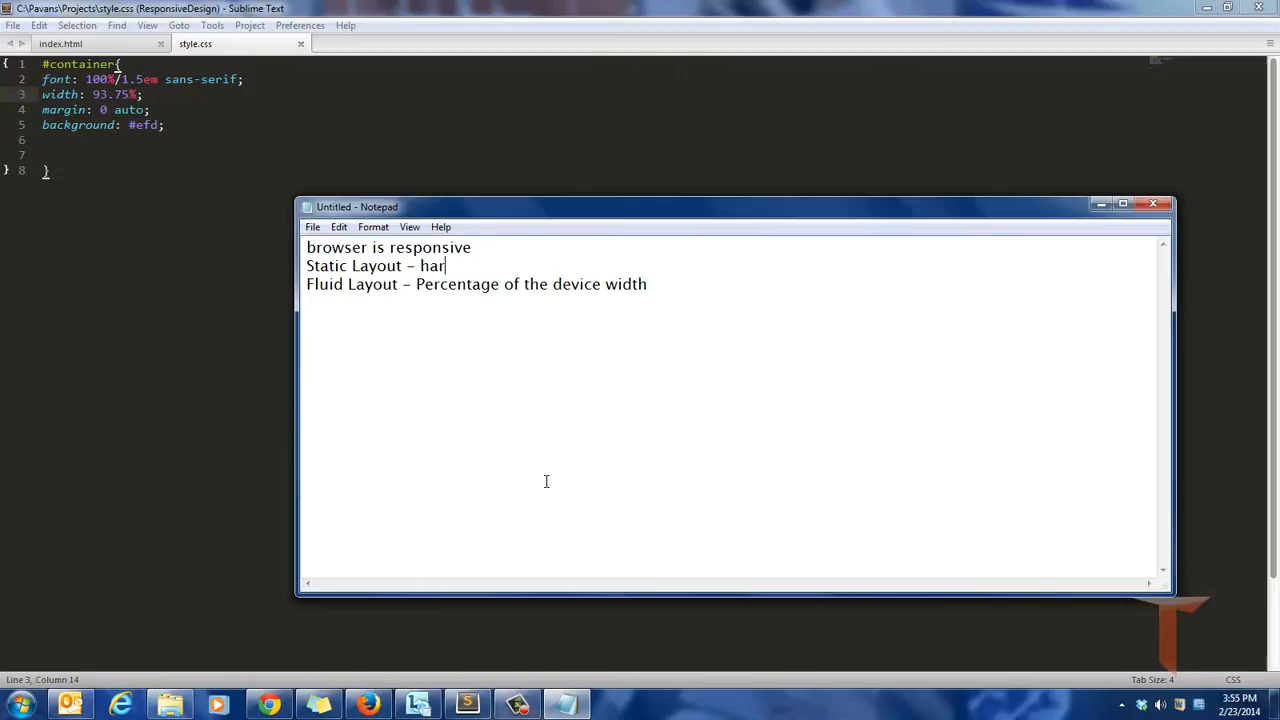 C:\Pavans\Projects\style.css (ResponsiveDesign) - Sublime Text
File Edit Selection Find View Goto Tools Project Preferences Help
index.html × style.css ×
{ 1 #container{
2 font: 100%/1.5em sans-serif;
3 width: 93.75%;
4 margin: 0 auto;
5 background: #efd;
6
7
} 8 }
Untitled - Notepad
File Edit Format View Help
browser is responsive
Static Layout - har
Fluid Layout - Percentage of the device width
Line 3, Column 14 Tab Size: 4 CSS
3:55 PM
2/23/2014